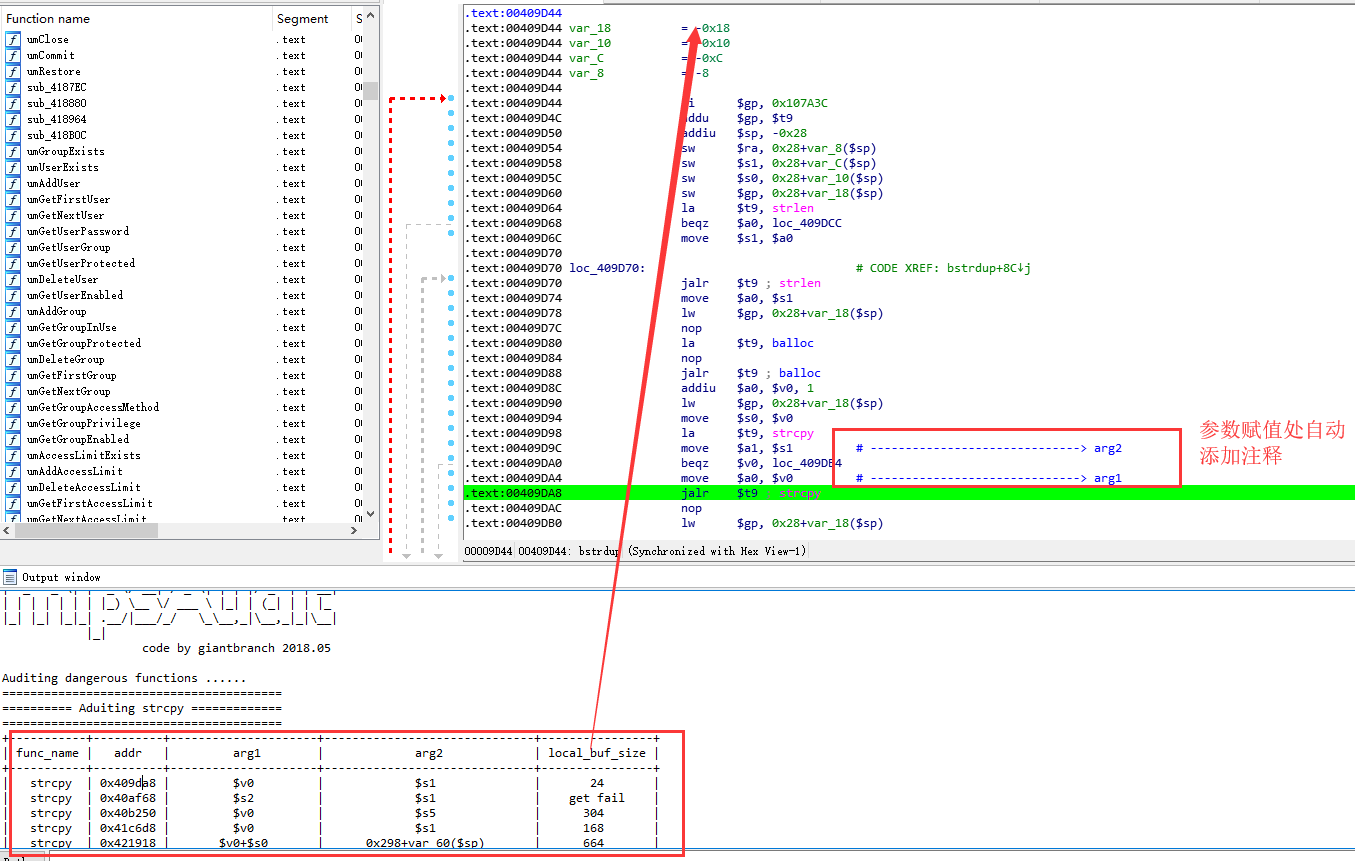 Function name Segment S
f umClose .text 0(
f umCommit .text 0(
f umRestore .text 0(
f sub_4187EC .text 0(
f sub_418880 .text 0(
f sub_418964 .text 0(
f sub_418B0C .text 0(
f umGroupExists .text 0(
f umUserExists .text 0(
f umAddUser .text 0(
f umGetFirstUser .text 0(
f umGetNextUser .text 0(
f umGetUserPassword .text 0(
f umGetUserGroup .text 0(
f umGetUserProtected .text 0(
f umDeleteUser .text 0(
f umGetUserEnabled .text 0(
f umAddGroup .text 0(
f umGetGroupInUse .text 0(
f umGetGroupProtected .text 0(
f umDeleteGroup .text 0(
f umGetFirstGroup .text 0(
f umGetNextGroup .text 0(
f umGetGroupAccessMethod .text 0(
f umGetGroupPrivilege .text 0(
f umGetGroupEnabled .text 0(
f umAccessLimitExists .text 0(
f umAddAccessLimit .text 0(
f umDeleteAccessLimit .text 0(
f umGetFirstAccessLimit .text 0(
f umGetNextAccessLimit .text 0(
.text:00409D44
.text:00409D44 var_18 = -0x18
.text:00409D44 var_10 = -0x10
.text:00409D44 var_C = -0xC
.text:00409D44 var_8 = -8
.text:00409D44
.text:00409D44 li $gp, 0x107A3C
.text:00409D4C addu $gp, $t9
.text:00409D50 addiu $sp, -0x28
.text:00409D54 sw $ra, 0x28+var_8($sp)
.text:00409D58 sw $s1, 0x28+var_C($sp)
.text:00409D5C sw $s0, 0x28+var_10($sp)
.text:00409D60 sw $gp, 0x28+var_18($sp)
.text:00409D64 la $t9, strlen
.text:00409D68 beqz $a0, loc_409DCC
.text:00409D6C move $s1, $a0
.text:00409D70
.text:00409D70 loc_409D70: # CODE XREF: bstrdup+8C↓j
.text:00409D70 jalr $t9 ; strlen
.text:00409D74 move $a0, $s1
.text:00409D78 lw $gp, 0x28+var_18($sp)
.text:00409D7C nop
.text:00409D80 la $t9, balloc
.text:00409D84 nop
.text:00409D88 jalr $t9 ; balloc
.text:00409D8C addiu $a0, $v0, 1
.text:00409D90 lw $gp, 0x28+var_18($sp)
.text:00409D94 move $s0, $v0
.text:00409D98 la $t9, strcpy
.text:00409D9C move $a1, $s1 # ------------------------------> arg2
.text:00409DA0 beqz $v0, loc_409DB4
.text:00409DA4 move $a0, $v0 # ------------------------------> arg1
.text:00409DA8 jalr $t9 ; strcpy
.text:00409DAC nop
.text:00409DB0 lw $gp, 0x28+var_18($sp)
参数赋值处自动
添加注释
00009D44 00409D44: bstrdup (Synchronized with Hex View-1)
Output window
code by giantbranch 2018.05
Auditing dangerous functions ......
========================================
========== Aduiting strcpy =============
========================================
| func_name | addr | arg1 | arg2 | local_buf_size |
| strcpy | 0x409da8 | $v0 | $s1 | 24 |
| strcpy | 0x40af68 | $s2 | $s1 | get fail |
| strcpy | 0x40b250 | $v0 | $s5 | 304 |
| strcpy | 0x41c6d8 | $v0 | $s1 | 168 |
| strcpy | 0x421918 | $v0+$s0 | 0x298+var_60($sp) | 664 |